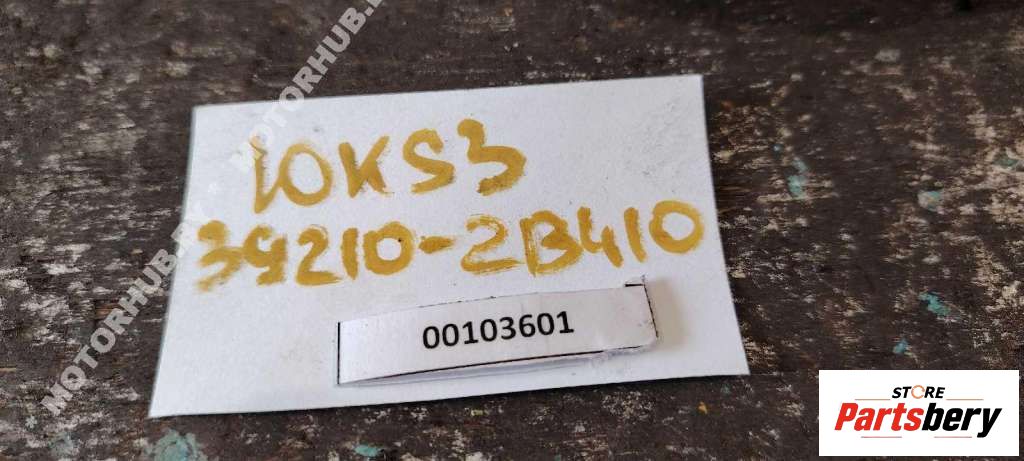 MOTORHUB.BY
MOTORHUB.BY
10KS3
39210-2B410
00103601
STORE
Partsbery